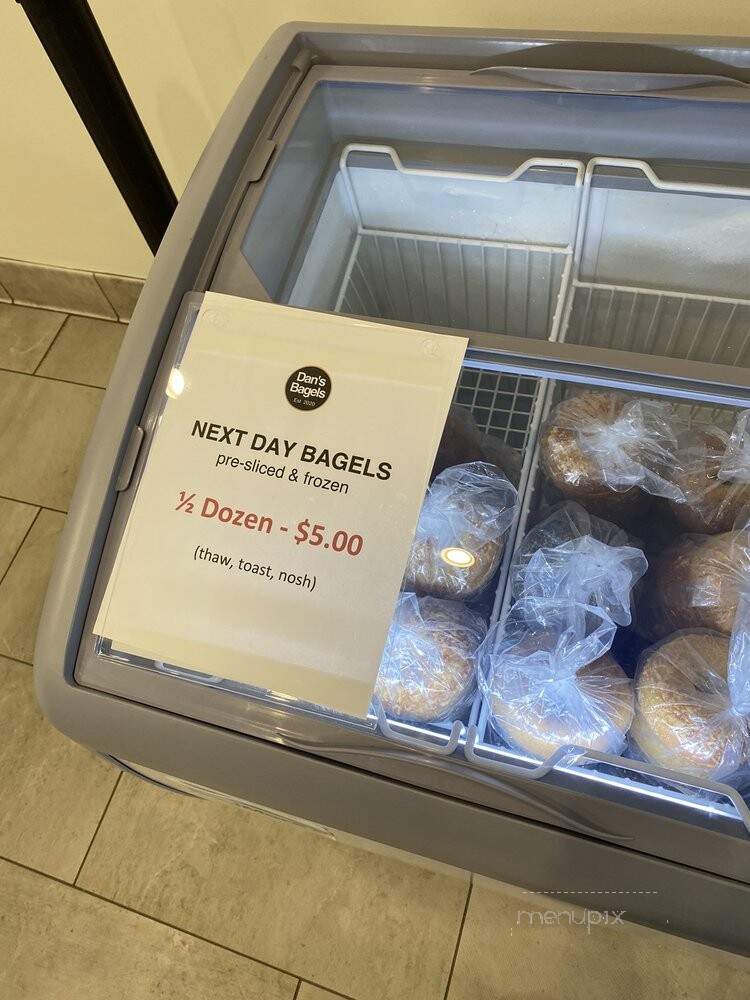 Dan's
Bagels
Est. 2020
NEXT DAY BAGELS
pre-sliced & frozen
½ Dozen - $5.00
(thaw, toast, nosh)
menupix